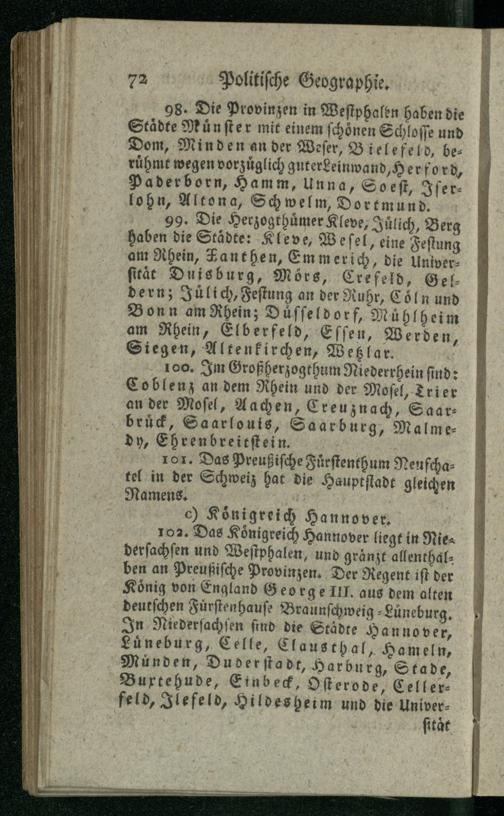 72 Politische Geographie.
98. Die Provinzen in Westphalen haben die
Städte Münster mit einem schönen Schlosse und
Dom, Minden an der Weser, Bielefeld, be-
rühmt wegen vorzüglich guter Leinwand, Herford,
Paderborn, Hamm, Unna, Soest, Iser-
lohn, Altona, Schwelm, Dortmund.
99. Die Herzogthümer Kleve, Jülich, Berg
haben die Städte: Kleve, Wesel, eine Festung
am Rhein, Xanthen, Emmerich, die Univer-
sität Duisburg, Mörs, Crefeld, Gel-
dern; Jülich, Festung an der Ruhr, Cöln und
Bonn am Rhein; Düsseldorf, Mühlheim
am Rhein, Elberfeld, Essen, Werden,
Siegen, Altenkirchen, Wetzlar.
100. Im Großherzogthum Niederrhein sind:
Coblenz an dem Rhein und der Mosel, Trier
an der Mosel, Aachen, Creuznach, Saar-
brück, Saarlouis, Saarburg, Malme-
dy, Ehrenbreitstein.
101. Das Preußische Fürstenthum Neufcha-
tel in der Schweiz hat die Hauptstadt gleichen
Namens.
c) Königreich Hannover.
102. Das Königreich Hannover liegt in Nie-
dersachsen und Westphalen, und gränzt allenthal-
ben an Preußische Provinzen. Der Regent ist der
König von England George III. aus dem alten
deutschen Fürstenhause Braunschweig-Lüneburg.
In Niedersachsen sind die Städte Hannover,
Lüneburg, Celle, Clausthal, Hameln,
Münden, Duderstadt, Harburg, Stade,
Buxtehude, Einbeck, Osterode, Celler-
feld, Ilefeld, Hildesheim und die Univer-
sität